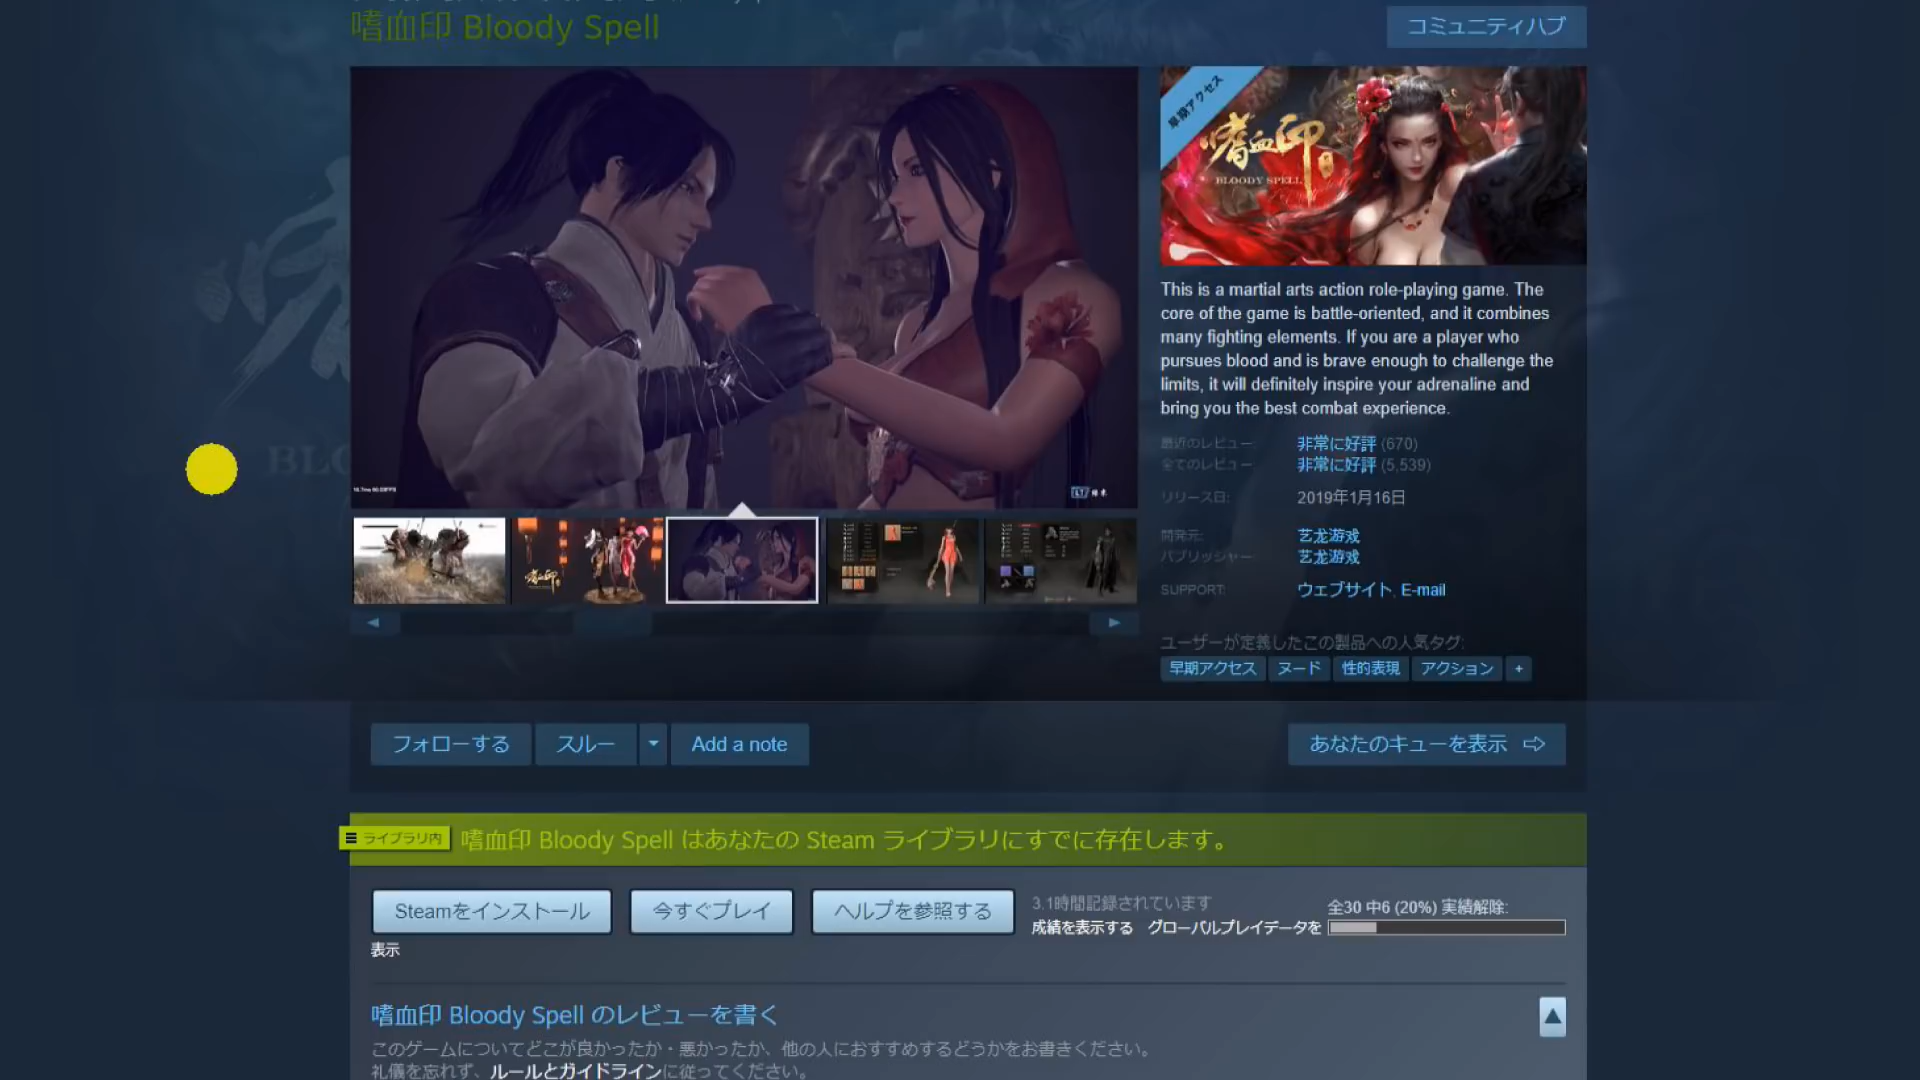 嗜血印 Bloody Spell
コミュニティハブ
早期アクセス
嗜血印
BLOODY SPELL
This is a martial arts action role-playing game. The
core of the game is battle-oriented, and it combines
many fighting elements. If you are a player who
pursues blood and is brave enough to challenge the
limits, it will definitely inspire your adrenaline and
bring you the best combat experience.
最近のレビュー: 非常に好評 (670)
全てのレビュー: 非常に好評 (5,539)
リリース日: 2019年1月16日
開発元: 艺龙游戏
パブリッシャー: 艺龙游戏
SUPPORT: ウェブサイト, E-mail
ユーザーが定義したこの製品への人気タグ:
早期アクセス ヌード 性的表現 アクション +
フォローする スルー Add a note あなたのキューを表示
ライブラリ内 嗜血印 Bloody Spell はあなたの Steam ライブラリにすでに存在します。
Steamをインストール 今すぐプレイ ヘルプを参照する
3.1時間記録されています
成績を表示する グローバルプレイデータを
表示
全30 中6 (20%) 実績解除:
嗜血印 Bloody Spell のレビューを書く
このゲームについてどこが良かったか・悪かったか、他の人におすすめするどうかをお書きください。
礼儀を忘れず、ルールとガイドラインに従ってください。